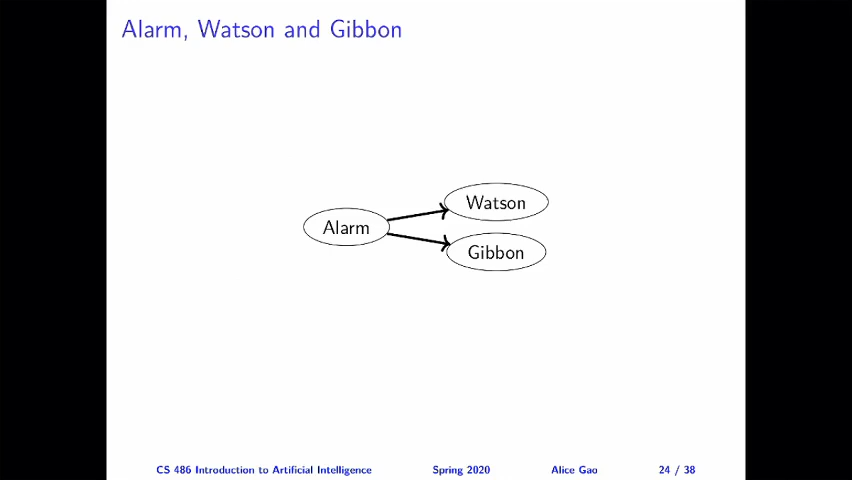 Alarm, Watson and Gibbon
Watson
Alarm
Gibbon
CS 486 Introduction to Artificial Intelligence Spring 2020 Alice Gao 24 / 38